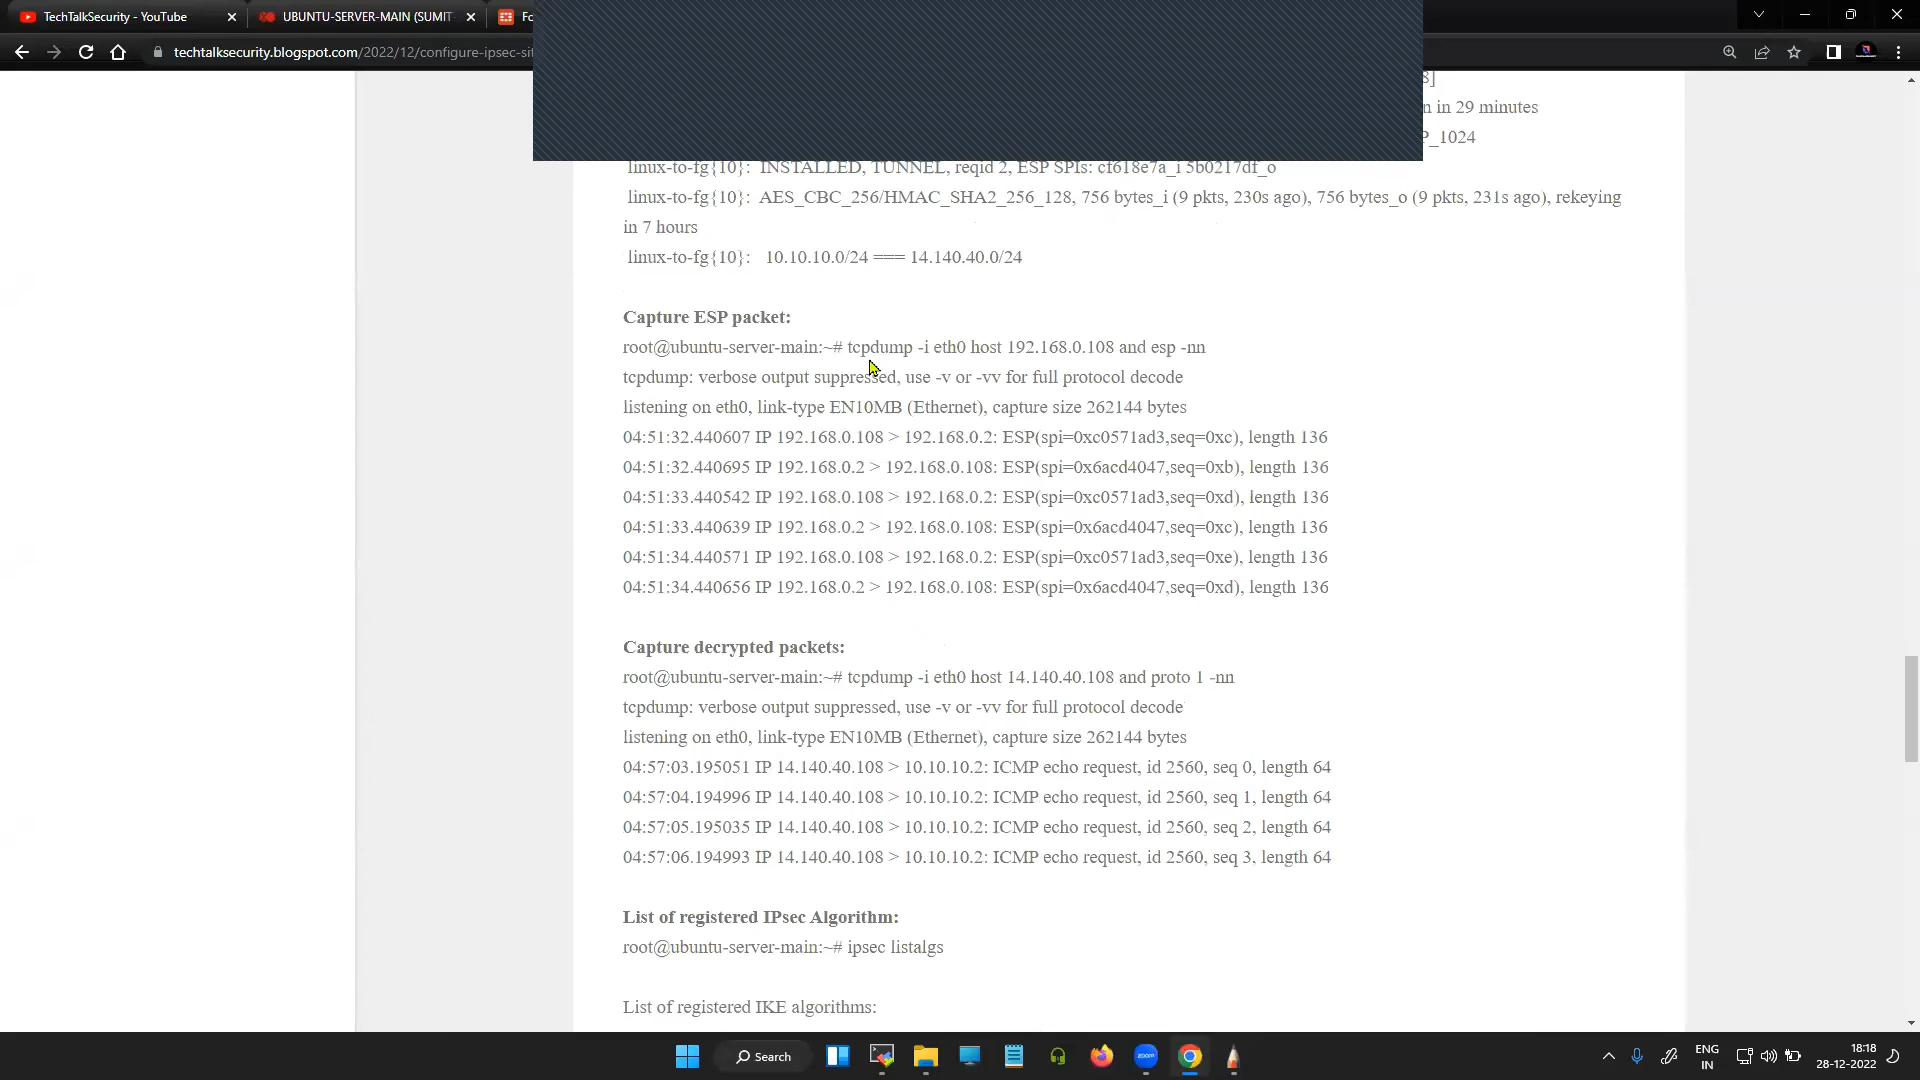 TechTalkSecurity - YouTube
UBUNTU-SERVER-MAIN (SUMIT
techtalksecurity.blogspot.com/2022/12/configure-ipsec-si
n in 29 minutes
P_1024
linux-to-fg{10}:  INSTALLED, TUNNEL, reqid 2, ESP SPIs: cf618e7a_i 5b0217df_o
linux-to-fg{10}:  AES_CBC_256/HMAC_SHA2_256_128, 756 bytes_i (9 pkts, 230s ago), 756 bytes_o (9 pkts, 231s ago), rekeying
in 7 hours
linux-to-fg{10}:   10.10.10.0/24 === 14.140.40.0/24
Capture ESP packet:
root@ubuntu-server-main:~# tcpdump -i eth0 host 192.168.0.108 and esp -nn
tcpdump: verbose output suppressed, use -v or -vv for full protocol decode
listening on eth0, link-type EN10MB (Ethernet), capture size 262144 bytes
04:51:32.440607 IP 192.168.0.108 > 192.168.0.2: ESP(spi=0xc0571ad3,seq=0xc), length 136
04:51:32.440695 IP 192.168.0.2 > 192.168.0.108: ESP(spi=0x6acd4047,seq=0xb), length 136
04:51:33.440542 IP 192.168.0.108 > 192.168.0.2: ESP(spi=0xc0571ad3,seq=0xd), length 136
04:51:33.440639 IP 192.168.0.2 > 192.168.0.108: ESP(spi=0x6acd4047,seq=0xc), length 136
04:51:34.440571 IP 192.168.0.108 > 192.168.0.2: ESP(spi=0xc0571ad3,seq=0xe), length 136
04:51:34.440656 IP 192.168.0.2 > 192.168.0.108: ESP(spi=0x6acd4047,seq=0xd), length 136
Capture decrypted packets:
root@ubuntu-server-main:~# tcpdump -i eth0 host 14.140.40.108 and proto 1 -nn
tcpdump: verbose output suppressed, use -v or -vv for full protocol decode
listening on eth0, link-type EN10MB (Ethernet), capture size 262144 bytes
04:57:03.195051 IP 14.140.40.108 > 10.10.10.2: ICMP echo request, id 2560, seq 0, length 64
04:57:04.194996 IP 14.140.40.108 > 10.10.10.2: ICMP echo request, id 2560, seq 1, length 64
04:57:05.195035 IP 14.140.40.108 > 10.10.10.2: ICMP echo request, id 2560, seq 2, length 64
04:57:06.194993 IP 14.140.40.108 > 10.10.10.2: ICMP echo request, id 2560, seq 3, length 64
List of registered IPsec Algorithm:
root@ubuntu-server-main:~# ipsec listalgs
List of registered IKE algorithms:
Search
zoom
ENG
IN
18:18
28-12-2022